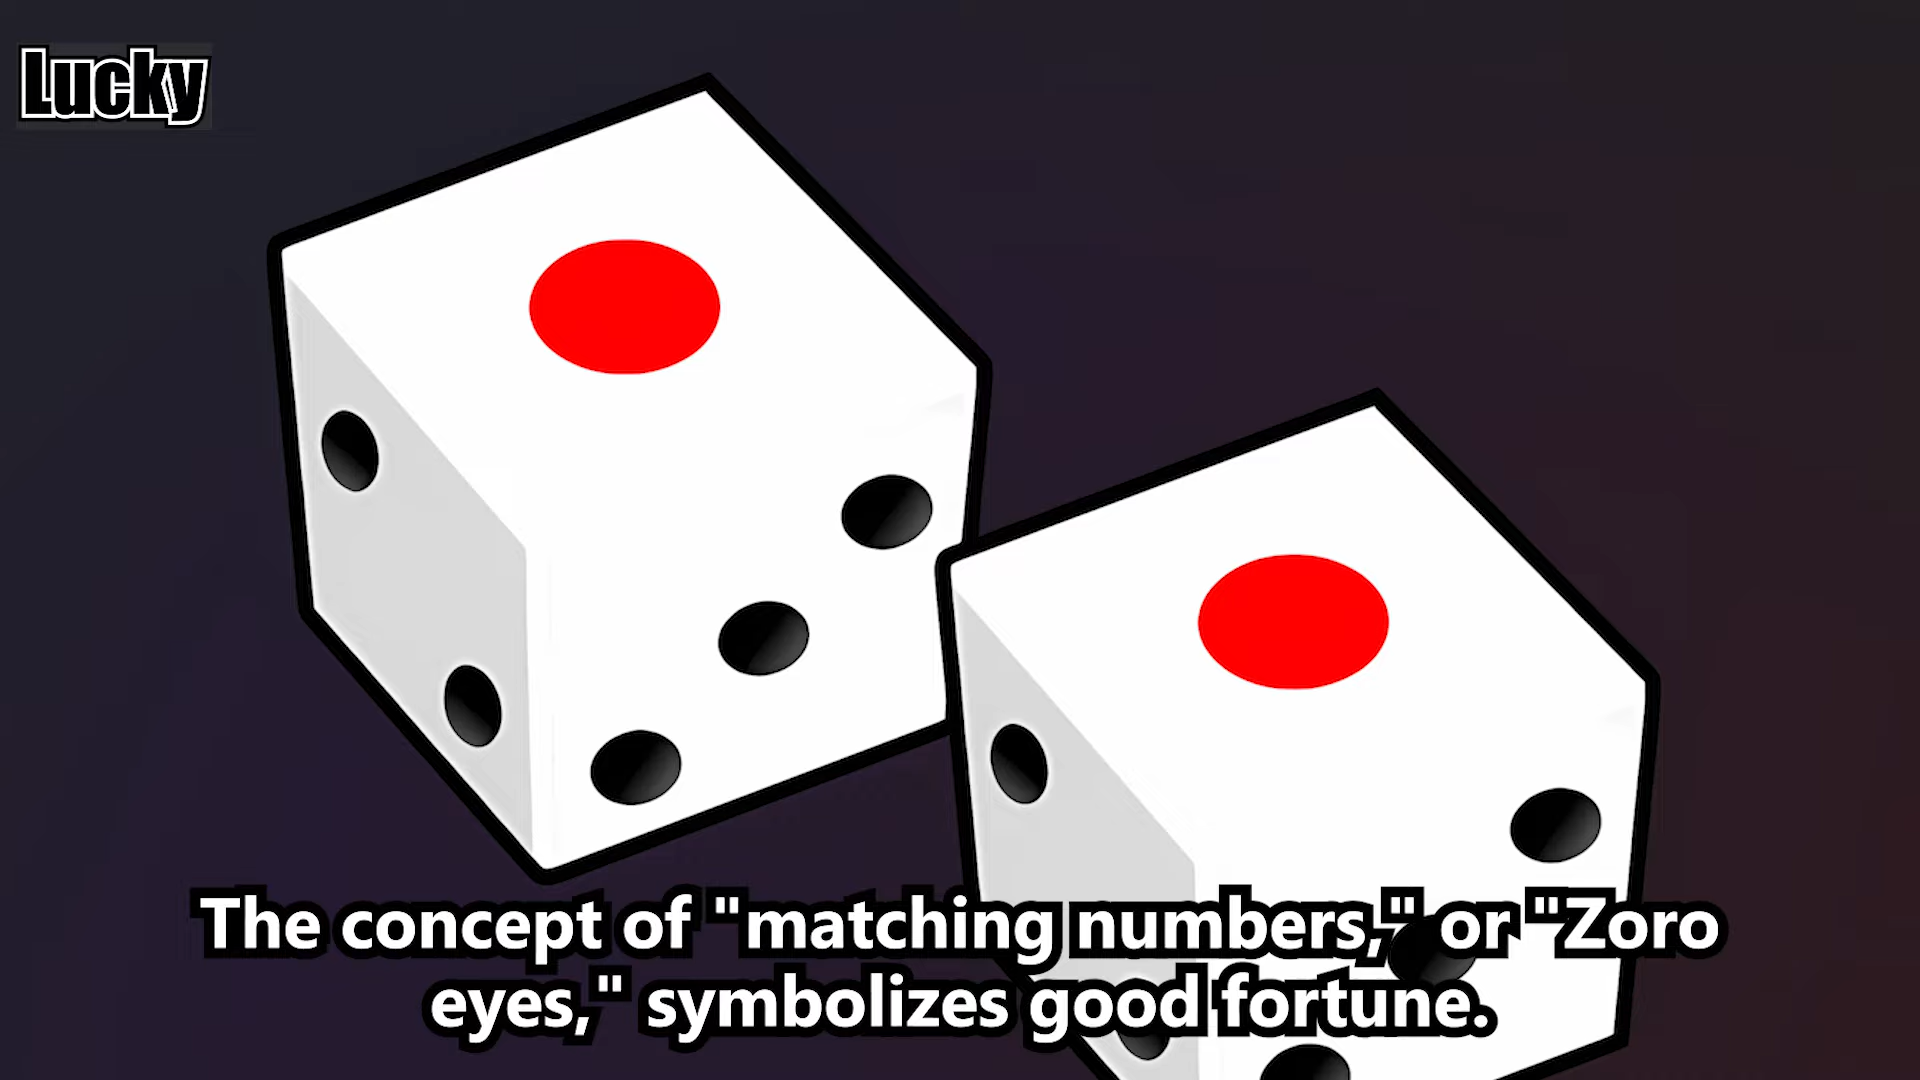 Lucky
The concept of "matching numbers," or "Zoro
eyes," symbolizes good fortune.